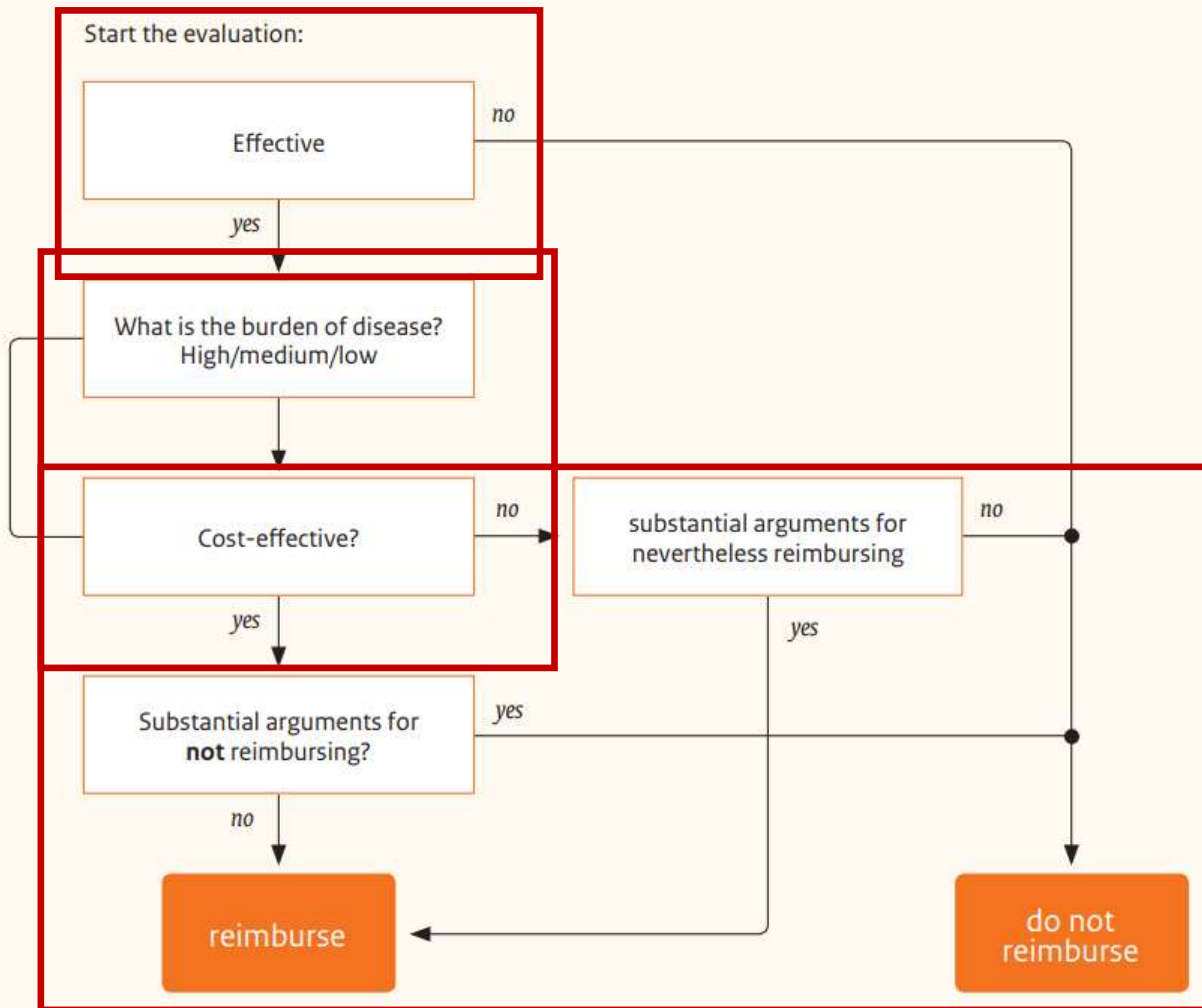 Start the evaluation:
Effective
no
yes
What is the burden of disease?
High/medium/low
Cost-effective?
no
substantial arguments for
nevertheless reimbursing
no
yes
yes
Substantial arguments for
not reimbursing?
yes
no
reimburse
do not
reimburse